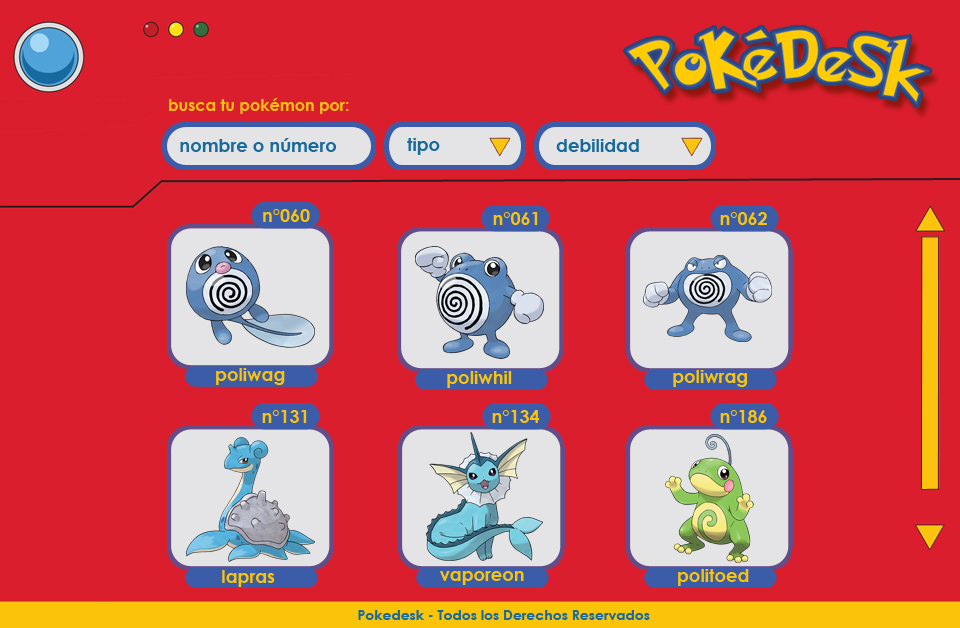 PoKéDeSk
busca tu pokémon por:
nombre o número
tipo
debilidad
n°060
n°061
n°062
poliwag
poliwhil
poliwrag
n°131
n°134
n°186
lapras
vaporeon
politoed
Pokedesk - Todos los Derechos Reservados